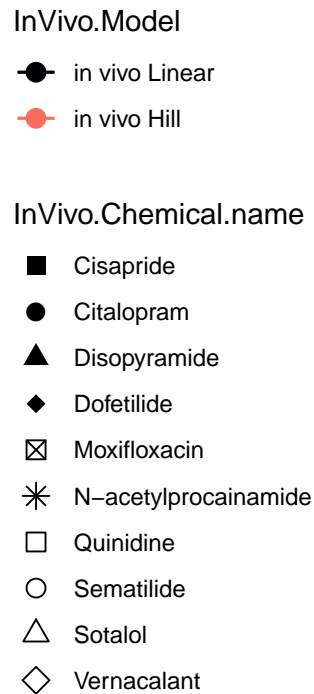 InVivo.Model
in vivo Linear
in vivo Hill
InVivo.Chemical.name
Cisapride
Citalopram
Disopyramide
Dofetilide
Moxifloxacin
N−acetylprocainamide
Quinidine
Sematilide
Sotalol
Vernacalant